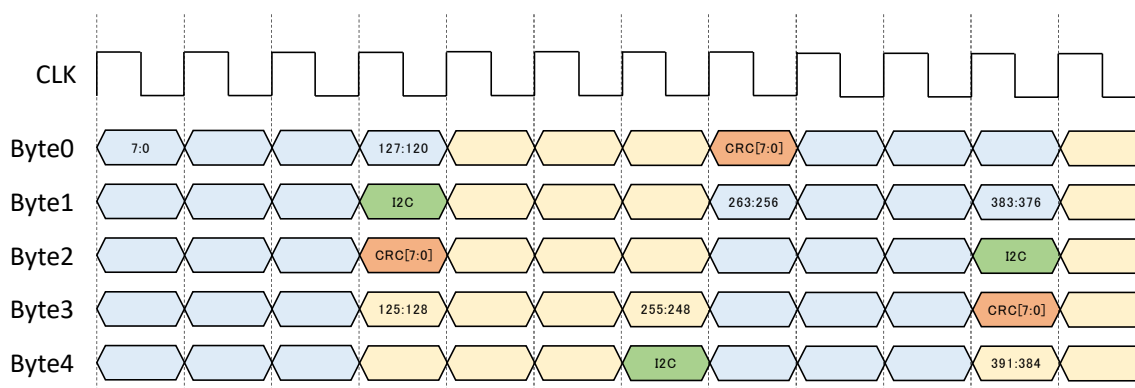 CLK
Byte0 7:0 127:120 CRC[7:0]
Byte1 I2C 263:256 383:376
Byte2 CRC[7:0] I2C
Byte3 125:128 255:248 CRC[7:0]
Byte4 I2C 391:384